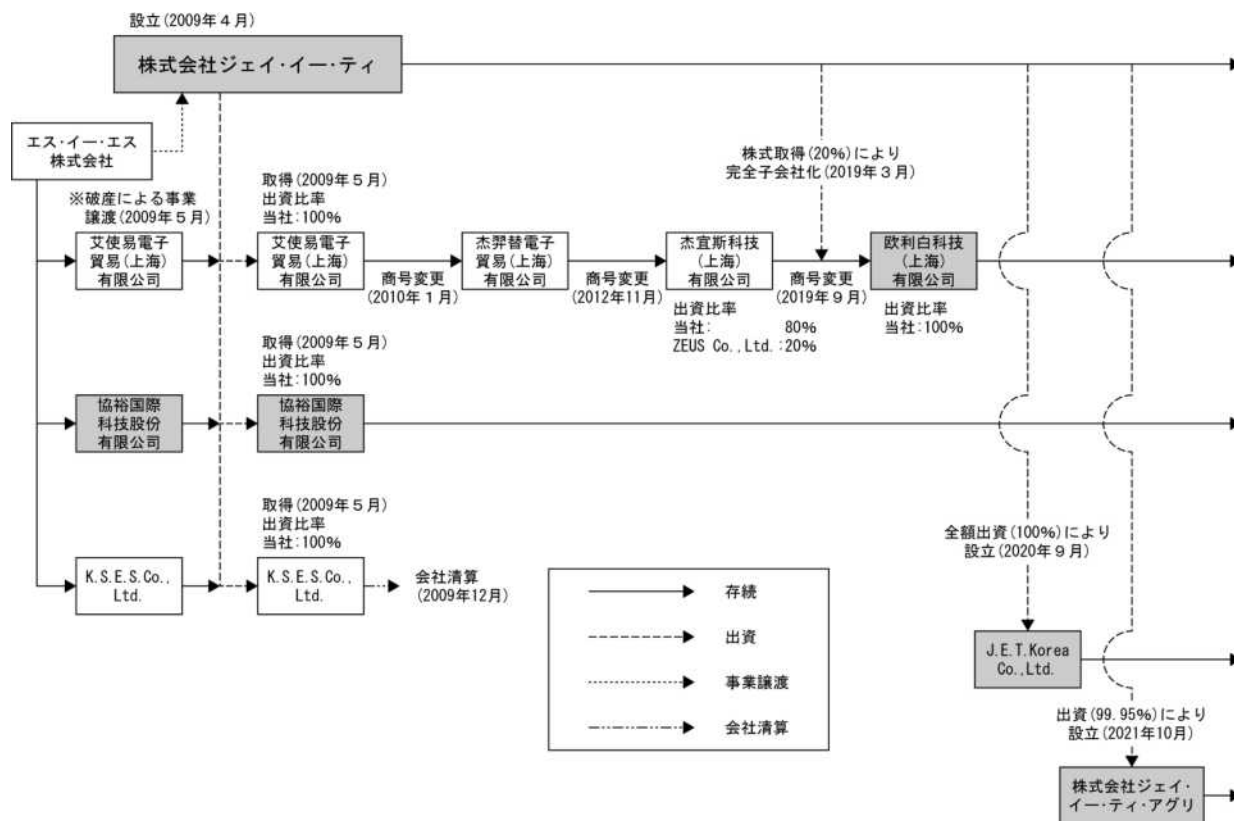 設立(2009年4月)
株式会社ジェイ・イー・ティ
エス・イー・エス
株式会社
※破産による事業
譲渡(2009年5月)
取得(2009年5月)
出資比率
当社:100%
株式取得(20%)により
完全子会社化(2019年3月)
艾使易電子
貿易(上海)
有限公司
艾使易電子
貿易(上海)
有限公司
商号変更
(2010年1月)
杰羿替電子
貿易(上海)
有限公司
商号変更
(2012年11月)
杰宜斯科技
(上海)
有限公司
商号変更
(2019年9月)
欧利白科技
(上海)
有限公司
出資比率
当社: 80%
ZEUS Co.,Ltd.:20%
出資比率
当社:100%
取得(2009年5月)
出資比率
当社:100%
協裕国際
科技股份
有限公司
協裕国際
科技股份
有限公司
取得(2009年5月)
出資比率
当社:100%
K.S.E.S.Co.,
Ltd.
K.S.E.S.Co.,
Ltd.
会社清算
(2009年12月)
存続
出資
事業譲渡
会社清算
全額出資(100%)により
設立(2020年9月)
J.E.T.Korea
Co.,Ltd.
出資(99.95%)により
設立(2021年10月)
株式会社ジェイ・
イー・ティ・アグリ